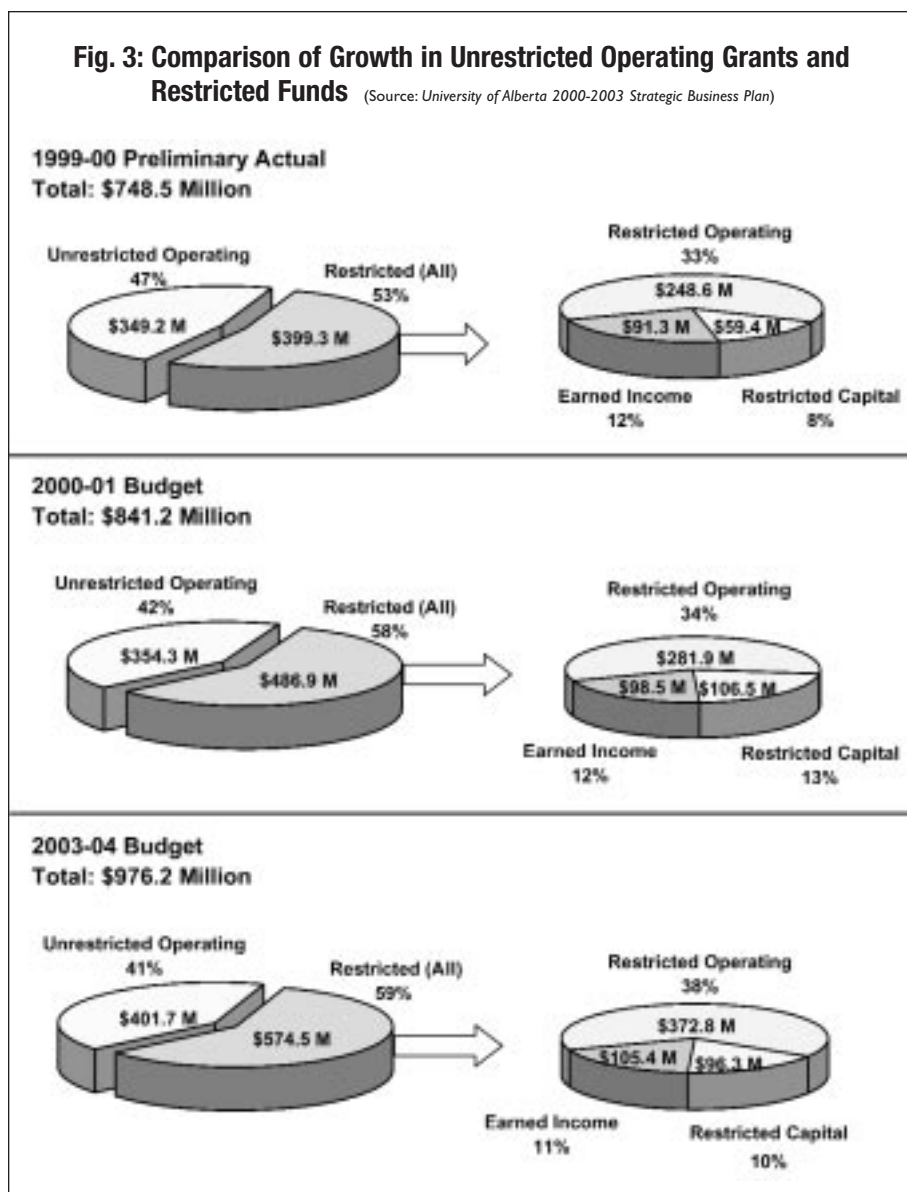 Fig. 3: Comparison of Growth in Unrestricted Operating Grants and
Restricted Funds (Source: University of Alberta 2000-2003 Strategic Business Plan)
1999-00 Preliminary Actual
Total: $748.5 Million
Unrestricted Operating
47%
$349.2 M
Restricted (All)
53%
$399.3 M
Restricted Operating
33%
$248.6 M
$91.3 M
$59.4 M
Earned Income
12%
Restricted Capital
8%
2000-01 Budget
Total: $841.2 Million
Unrestricted Operating
42%
$354.3 M
Restricted (All)
58%
$486.9 M
Restricted Operating
34%
$281.9 M
$98.5 M
$106.5 M
Earned Income
12%
Restricted Capital
13%
2003-04 Budget
Total: $976.2 Million
Unrestricted Operating
41%
$401.7 M
Restricted (All)
59%
$574.5 M
Restricted Operating
38%
$372.8 M
$105.4 M
$96.3 M
Earned Income
11%
Restricted Capital
10%